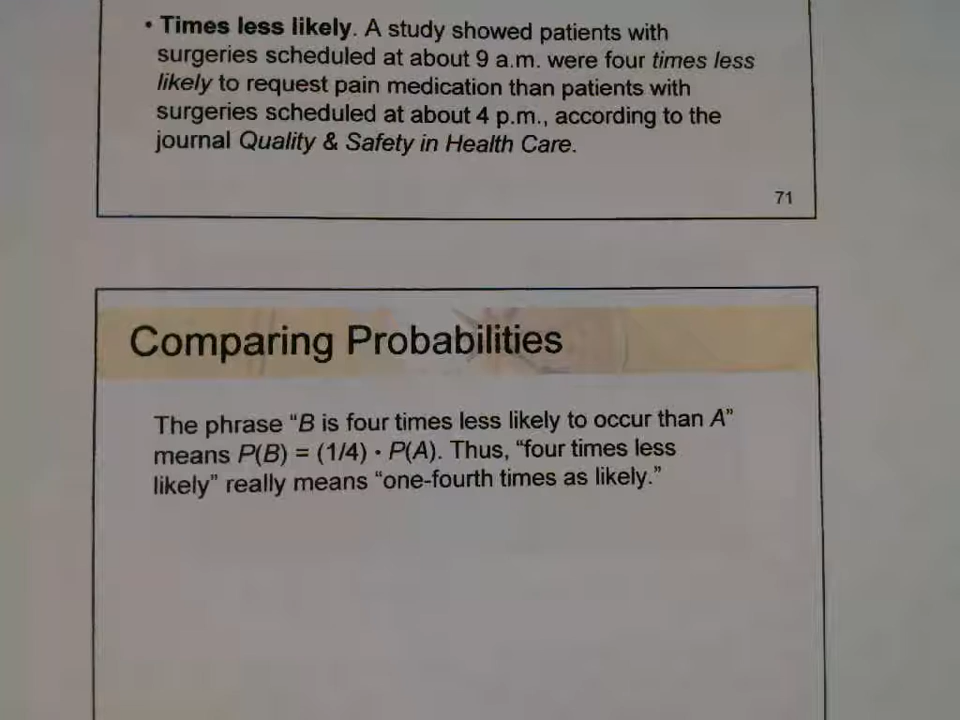 • Times less likely. A study showed patients with
surgeries scheduled at about 9 a.m. were four times less
likely to request pain medication than patients with
surgeries scheduled at about 4 p.m., according to the
journal Quality & Safety in Health Care.
71
Comparing Probabilities
The phrase “B is four times less likely to occur than A”
means P(B) = (1/4) · P(A). Thus, “four times less
likely” really means “one-fourth times as likely.”